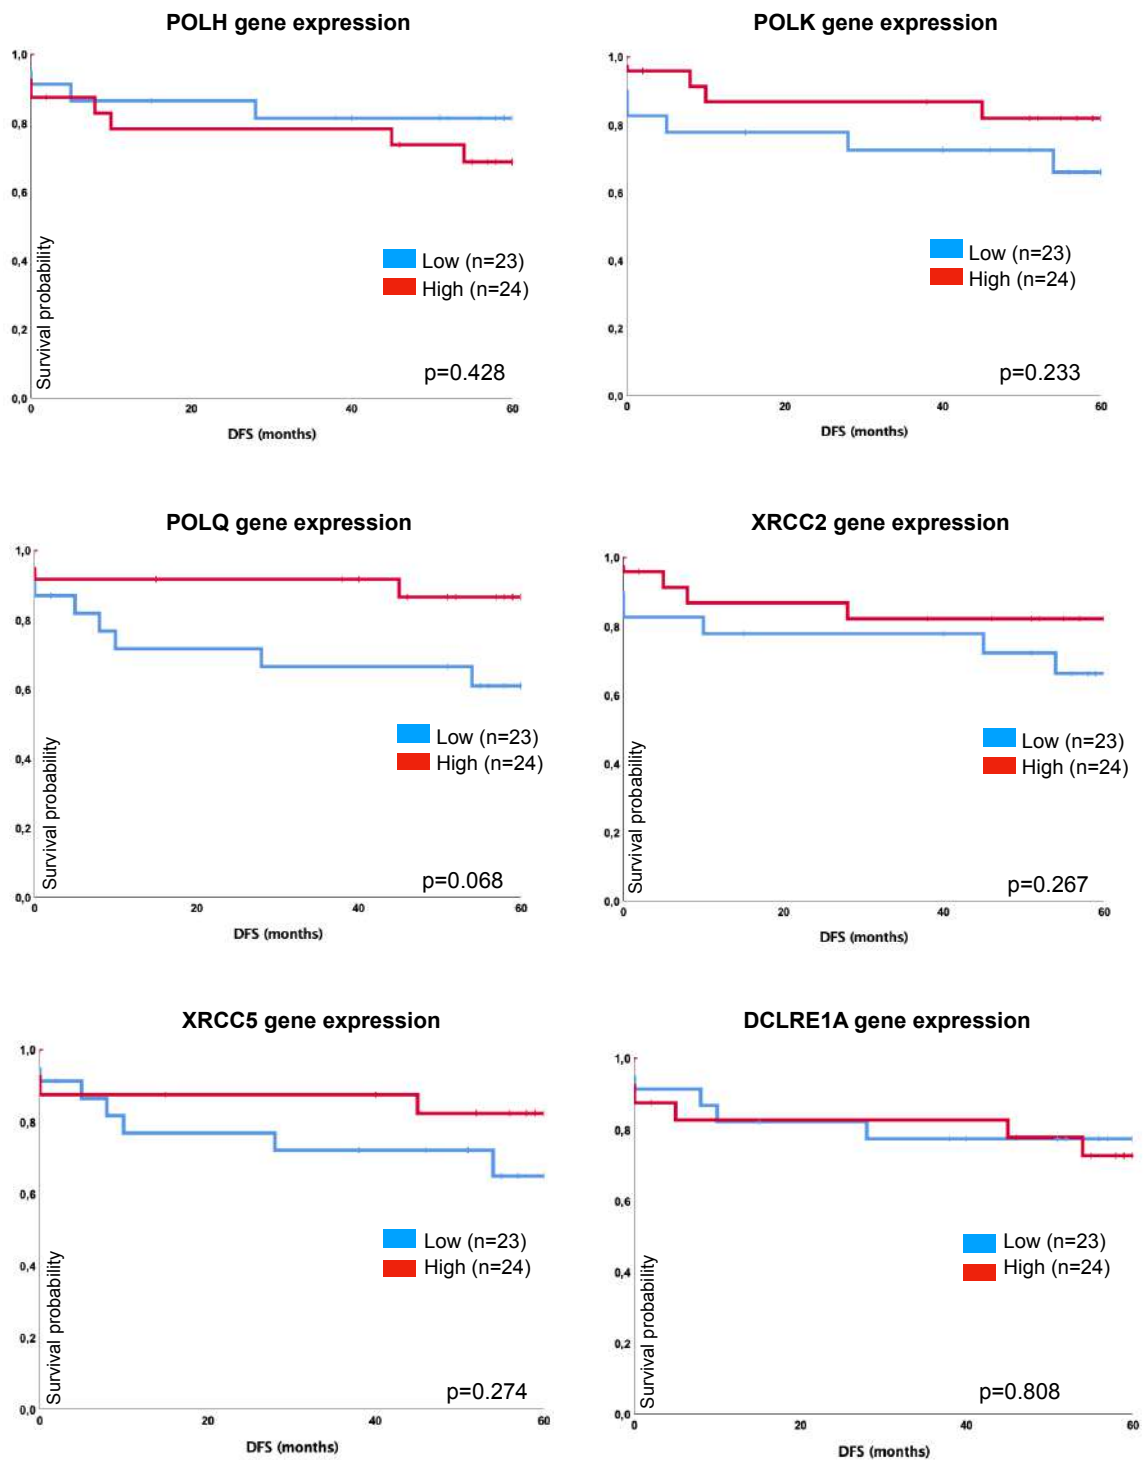 POLH gene expression
1,0
0,8
0,6
0,4
0,2
0,0
Survival probability
Low (n=23)
High (n=24)
p=0.428
0 20 40 60
DFS (months)
POLK gene expression
1,0
0,8
0,6
0,4
0,2
0,0
Low (n=23)
High (n=24)
p=0.233
0 20 40 60
DFS (months)
POLQ gene expression
1,0
0,8
0,6
0,4
0,2
0,0
Survival probability
Low (n=23)
High (n=24)
p=0.068
0 20 40 60
DFS (months)
XRCC2 gene expression
1,0
0,8
0,6
0,4
0,2
0,0
Survival probability
Low (n=23)
High (n=24)
p=0.267
0 20 40 60
DFS (months)
XRCC5 gene expression
1,0
0,8
0,6
0,4
0,2
0,0
Survival probability
Low (n=23)
High (n=24)
p=0.274
0 20 40 60
DFS (months)
DCLRE1A gene expression
1,0
0,8
0,6
0,4
0,2
0,0
Survival probability
Low (n=23)
High (n=24)
p=0.808
0 20 40 60
DFS (months)